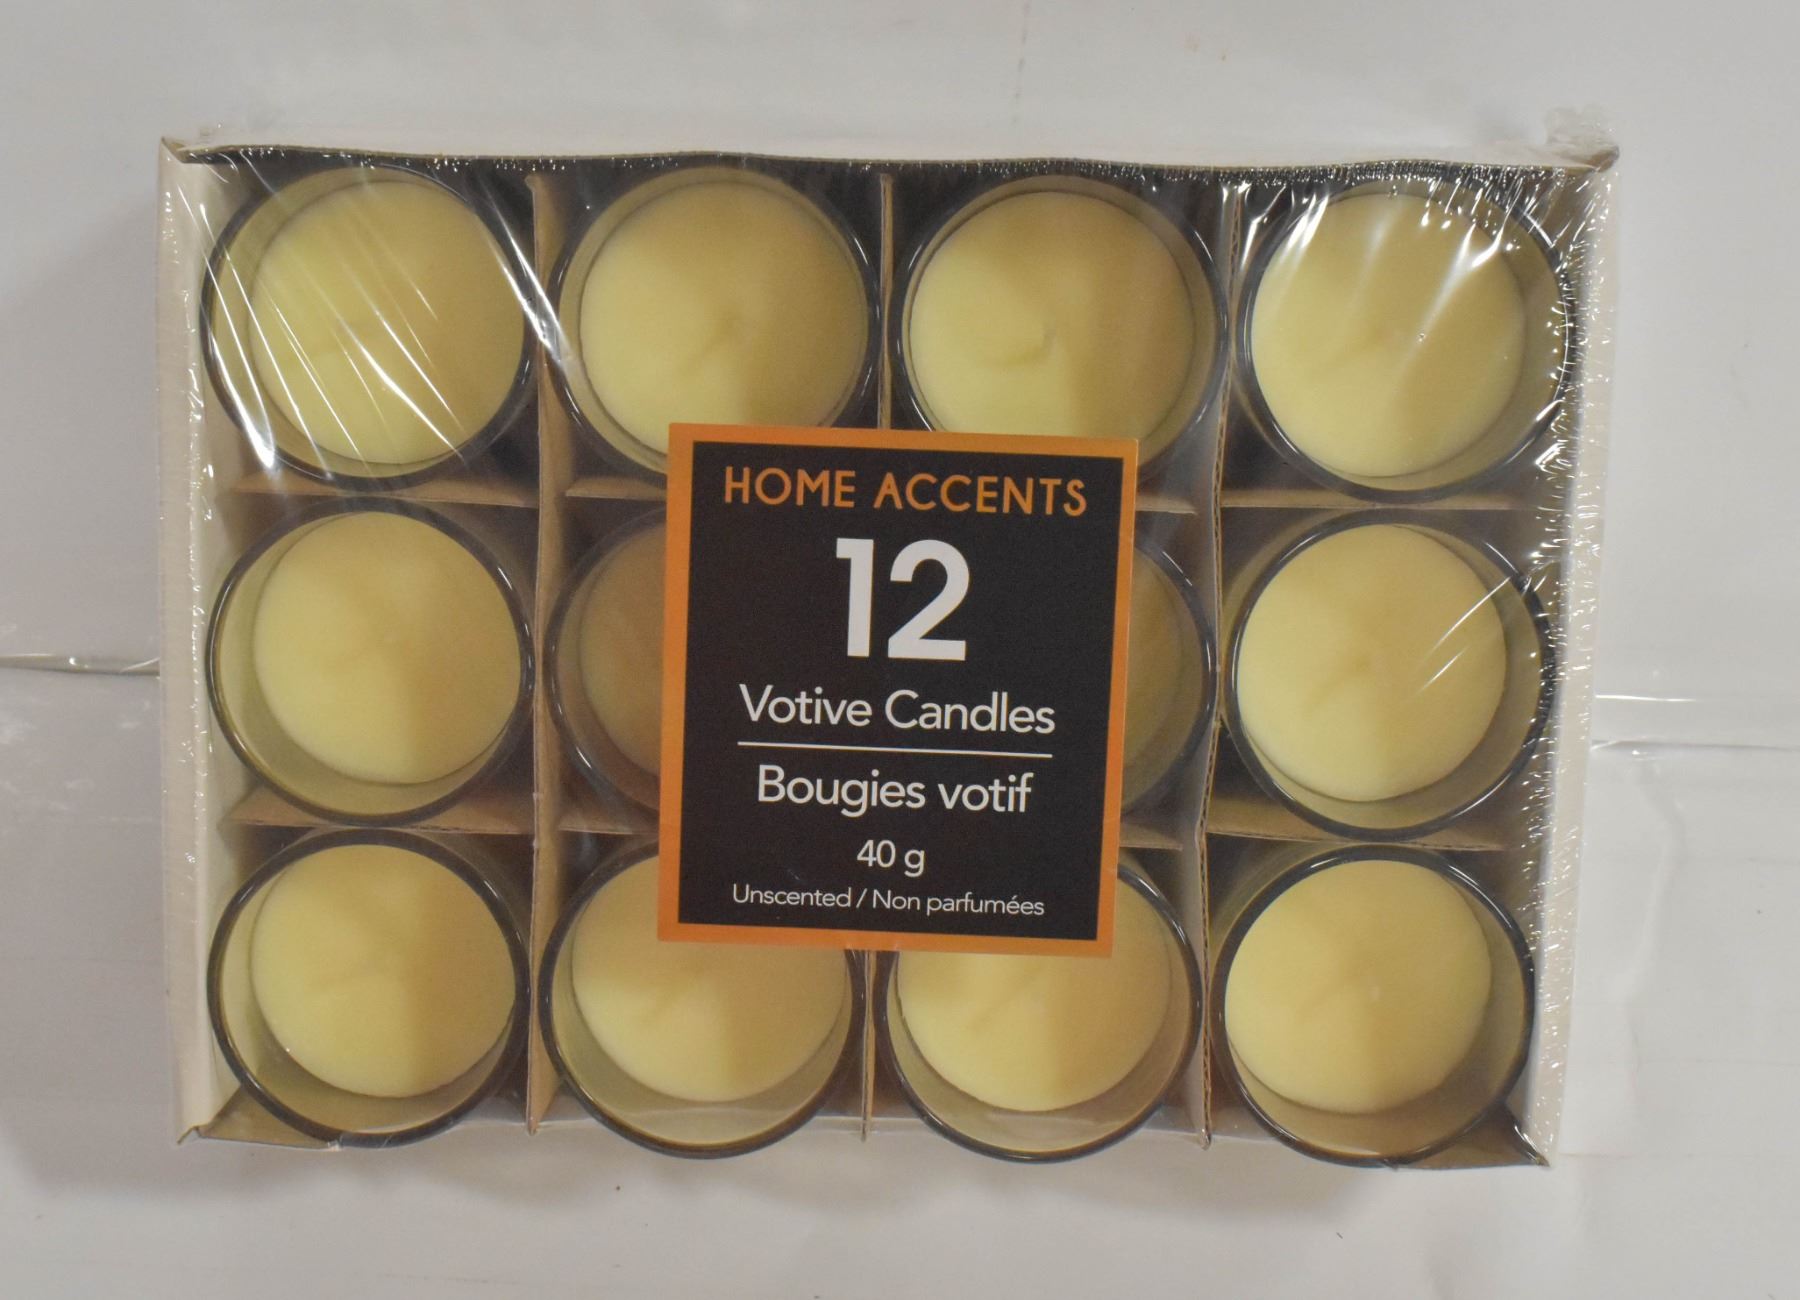 HOME ACCENTS
12
Votive Candles
Bougies votif
40 g
Unscented / Non parfumées